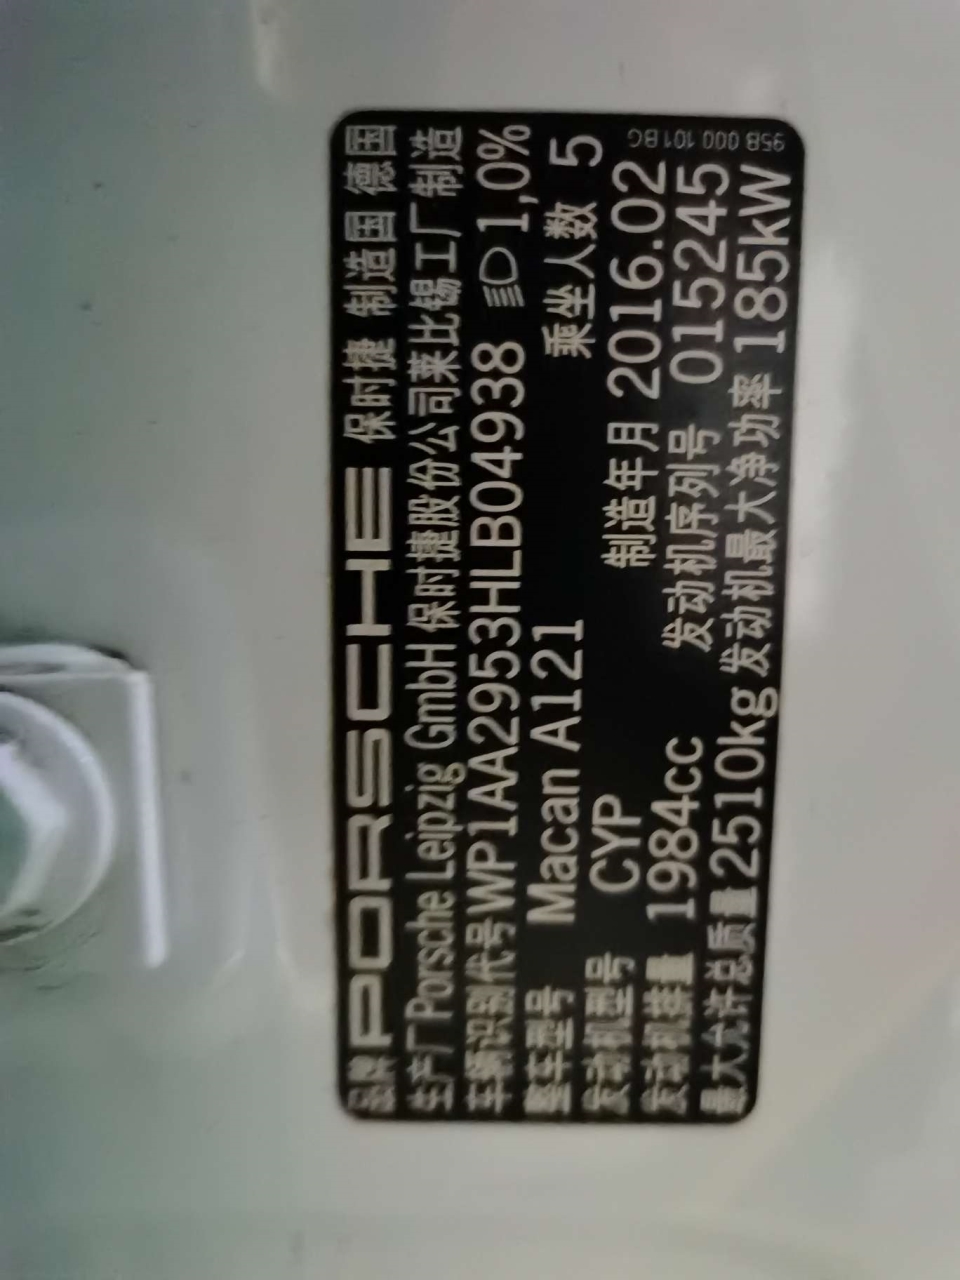 品牌 PORSCHE 保时捷 制造国 德国
生产厂 Porsche Leipzig GmbH 保时捷股份公司莱比锡工厂制造
车辆识别代号 WP1AA2953HLB04938 1,0%
整车型号 Macan A121 乘坐人数 5
发动机型号 CYP 制造年月 2016.02
发动机排量 1984cc 发动机序列号 015245
最大允许总质量 2510kg 发动机最大净功率 185kW
95B 000 101 BG